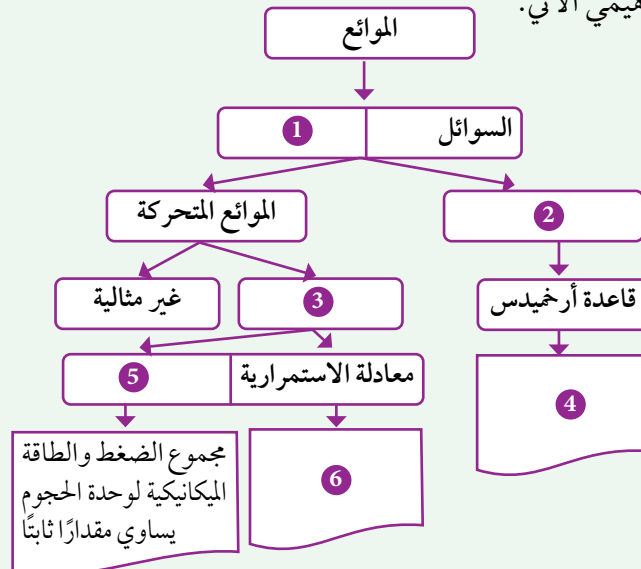 الآتي.
الموائع
السوائل 1
2 الموائع المتحركة
قاعدة أرخميدس 3 غير مثالية
معادلة الاستمرارية 5
4
6
مجموع الضغط والطاقة
الميكانيكية لوحدة الحجوم
يساوي مقدارًا ثابتًا